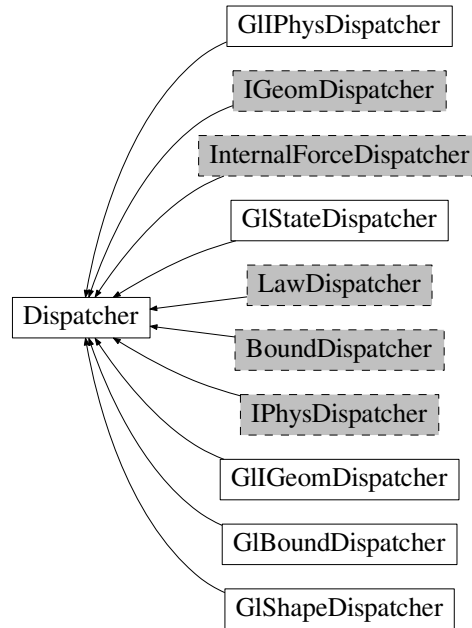 GlIPhysDispatcher
IGeomDispatcher
InternalForceDispatcher
GlStateDispatcher
LawDispatcher
Dispatcher
BoundDispatcher
IPhysDispatcher
GlIGeomDispatcher
GlBoundDispatcher
GlShapeDispatcher